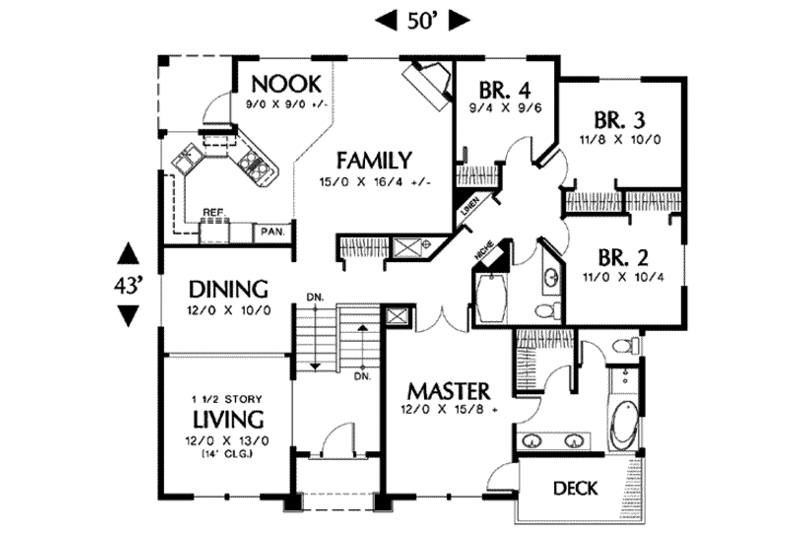 50'
NOOK
9/0 X 9/0 +/-
BR. 4
9/4 X 9/6
BR. 3
11/8 X 10/0
FAMILY
15/0 X 16/4 +/-
LINEN
REF.
PAN.
NICHE
43'
BR. 2
11/0 X 10/4
DINING
12/0 X 10/0
DN.
DN.
1 1/2 STORY
LIVING
12/0 X 13/0
(14' CLG.)
MASTER
12/0 X 15/8 +
DECK